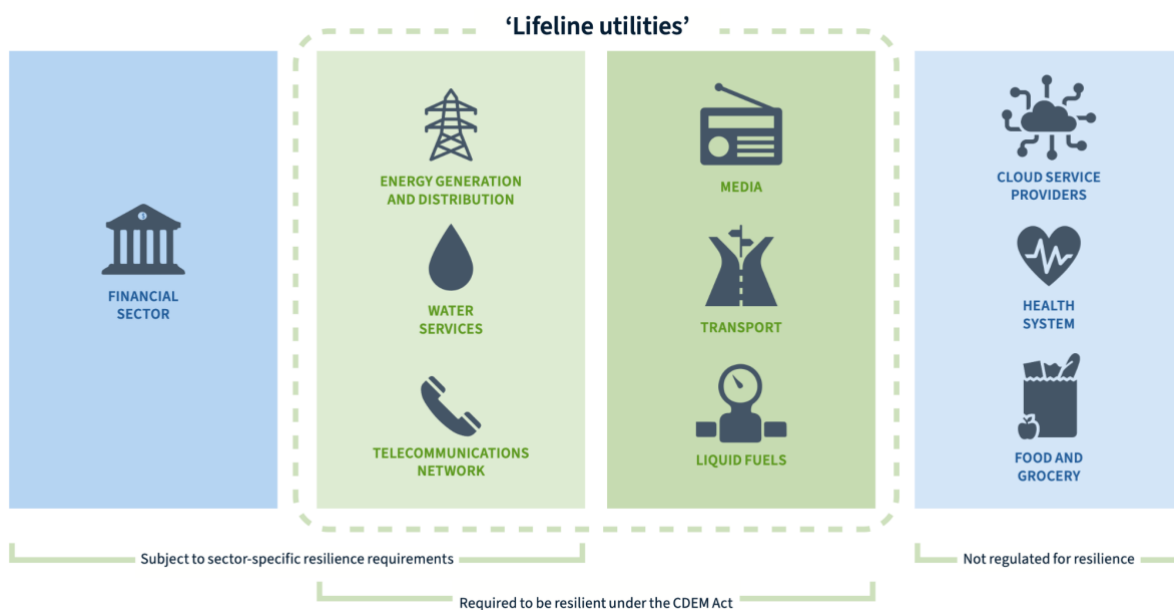 ‘Lifeline utilities’
FINANCIAL
SECTOR
ENERGY GENERATION
AND DISTRIBUTION
WATER
SERVICES
TELECOMMUNICATIONS
NETWORK
MEDIA
TRANSPORT
LIQUID FUELS
CLOUD SERVICE
PROVIDERS
HEALTH
SYSTEM
FOOD AND
GROCERY
Subject to sector-specific resilience requirements
Not regulated for resilience
Required to be resilient under the CDEM Act